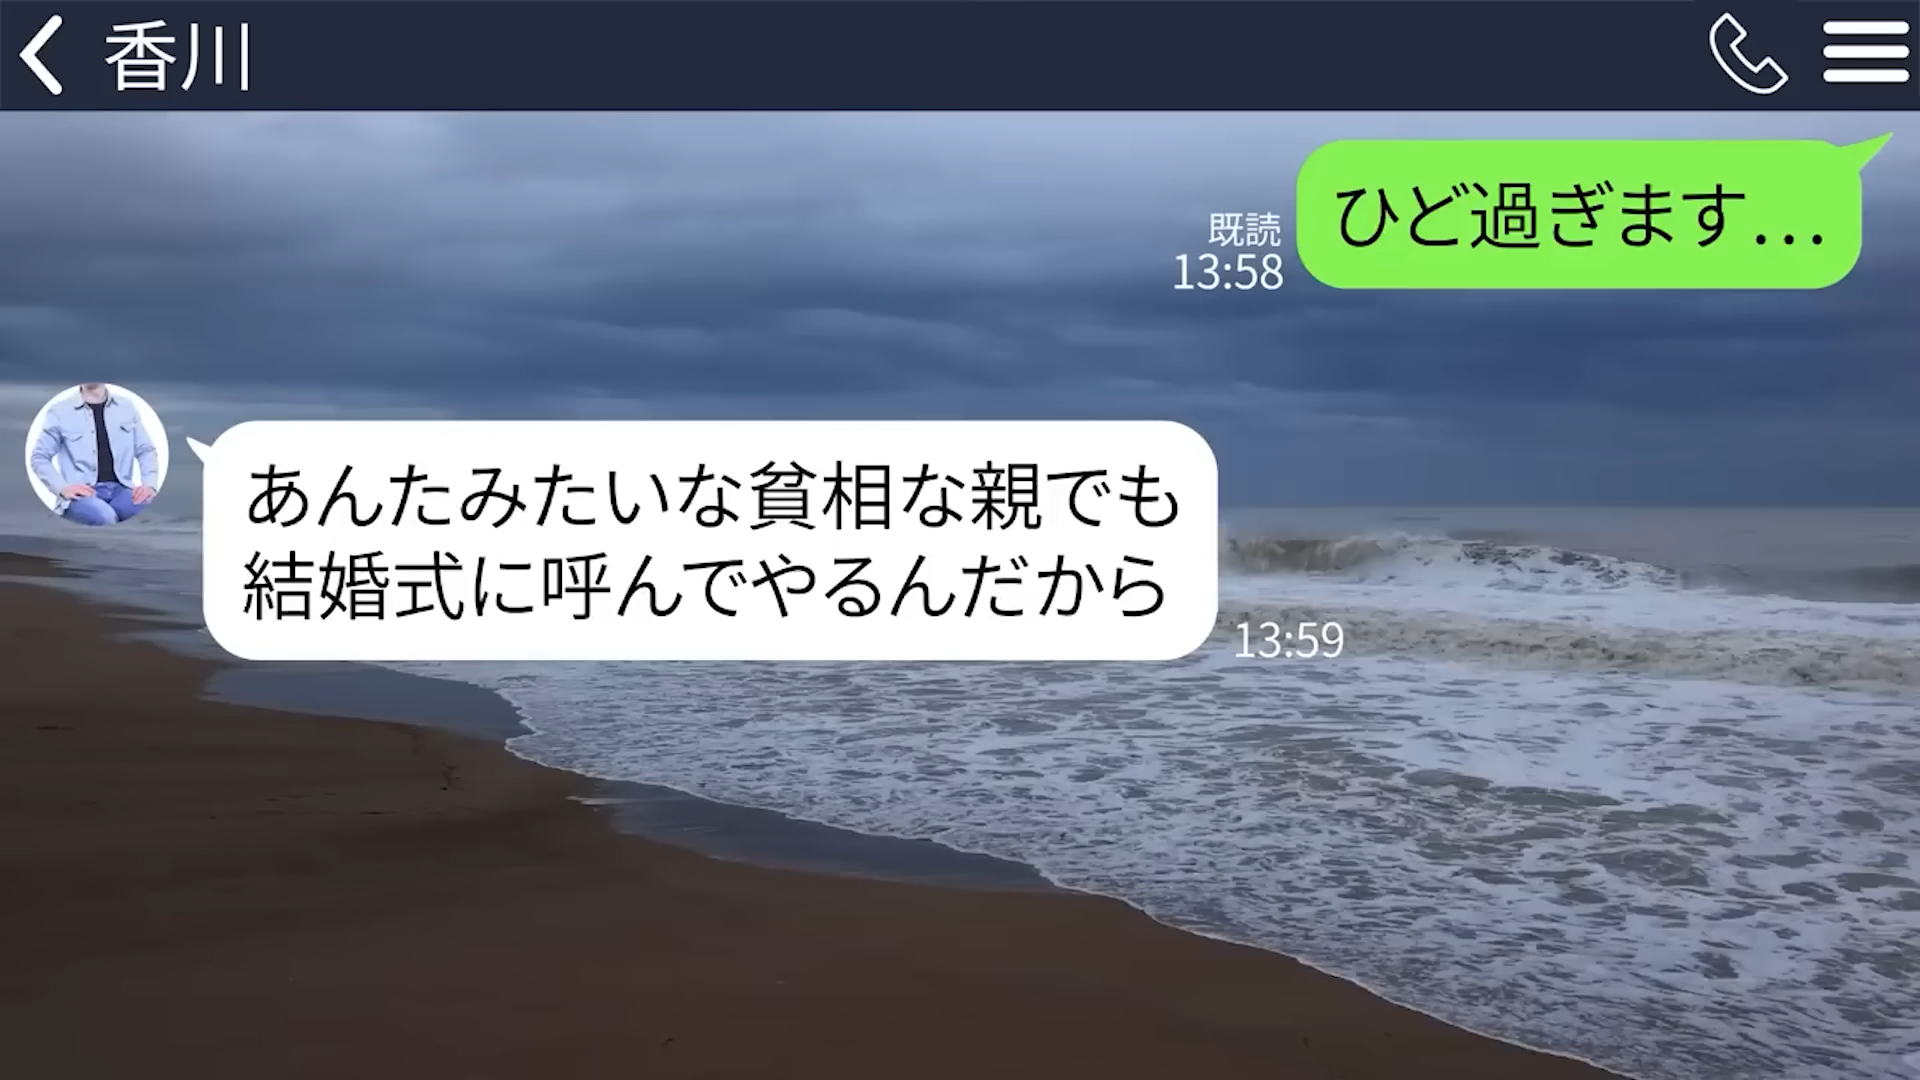 香川
ひど過ぎます...
既読
13:58
あんたみたいな貧相な親でも
結婚式に呼んでやるんだから
13:59